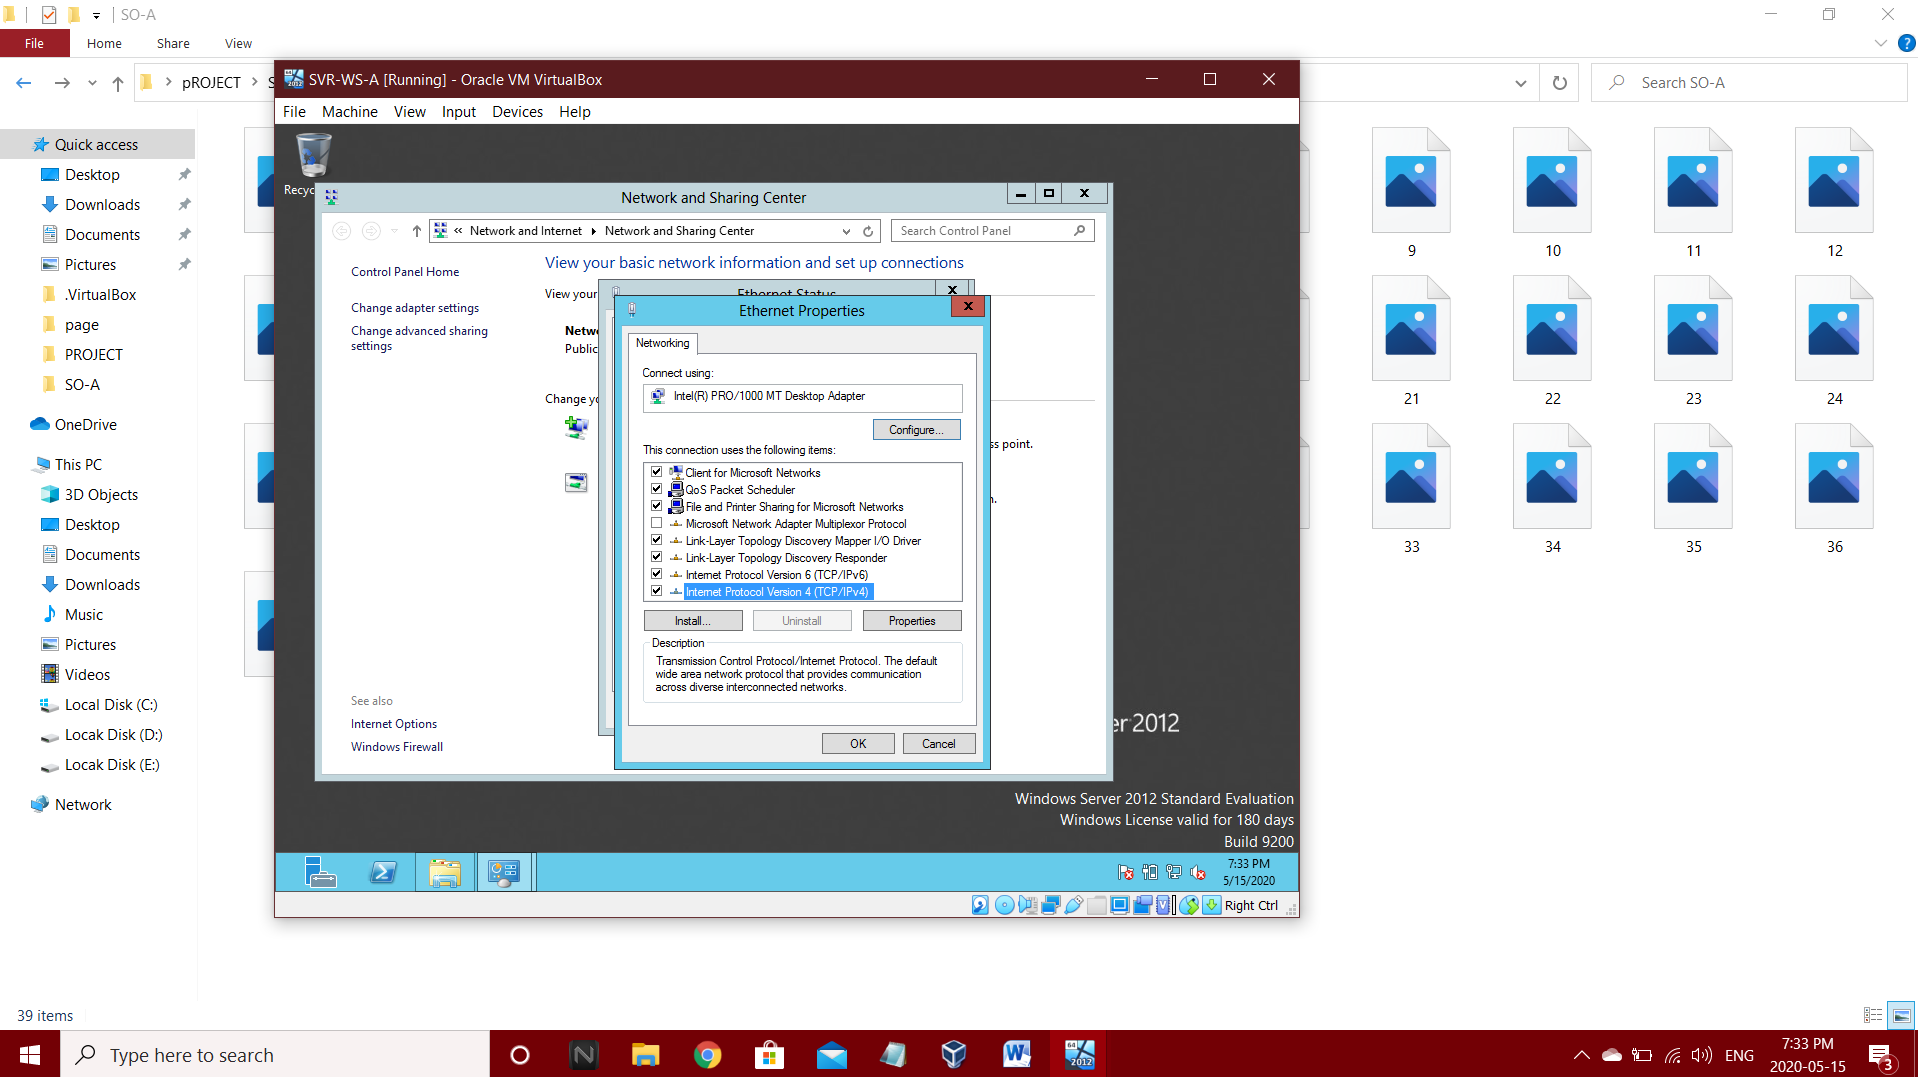 SO-A
File
Home
Share
View
pROJECT
Search SO-A
Quick access
Desktop
Downloads
Documents
Pictures
.VirtualBox
page
PROJECT
SO-A
OneDrive
This PC
3D Objects
Desktop
Documents
Downloads
Music
Pictures
Videos
Local Disk (C:)
Locak Disk (D:)
Locak Disk (E:)
Network
39 items
9
10
11
12
21
22
23
24
33
34
35
36
SVR-WS-A [Running] - Oracle VM VirtualBox
File
Machine
View
Input
Devices
Help
Recyc
Network and Sharing Center
« Network and Internet
Network and Sharing Center
Search Control Panel
Control Panel Home
Change adapter settings
Change advanced sharing
settings
View your basic network information and set up connections
View your
Netwo
Public
Change yo
ss point.
n.
See also
Internet Options
Windows Firewall
Ethernet Status
Ethernet Properties
Networking
Connect using:
Intel(R) PRO/1000 MT Desktop Adapter
Configure...
This connection uses the following items:
Client for Microsoft Networks
QoS Packet Scheduler
File and Printer Sharing for Microsoft Networks
Microsoft Network Adapter Multiplexor Protocol
Link-Layer Topology Discovery Mapper I/O Driver
Link-Layer Topology Discovery Responder
Internet Protocol Version 6 (TCP/IPv6)
Internet Protocol Version 4 (TCP/IPv4)
Install...
Uninstall
Properties
Description
Transmission Control Protocol/Internet Protocol. The default
wide area network protocol that provides communication
across diverse interconnected networks.
OK
Cancel
er 2012
Windows Server 2012 Standard Evaluation
Windows License valid for 180 days
Build 9200
7:33 PM
5/15/2020
Right Ctrl
Type here to search
64
2012
ENG
7:33 PM
2020-05-15
3